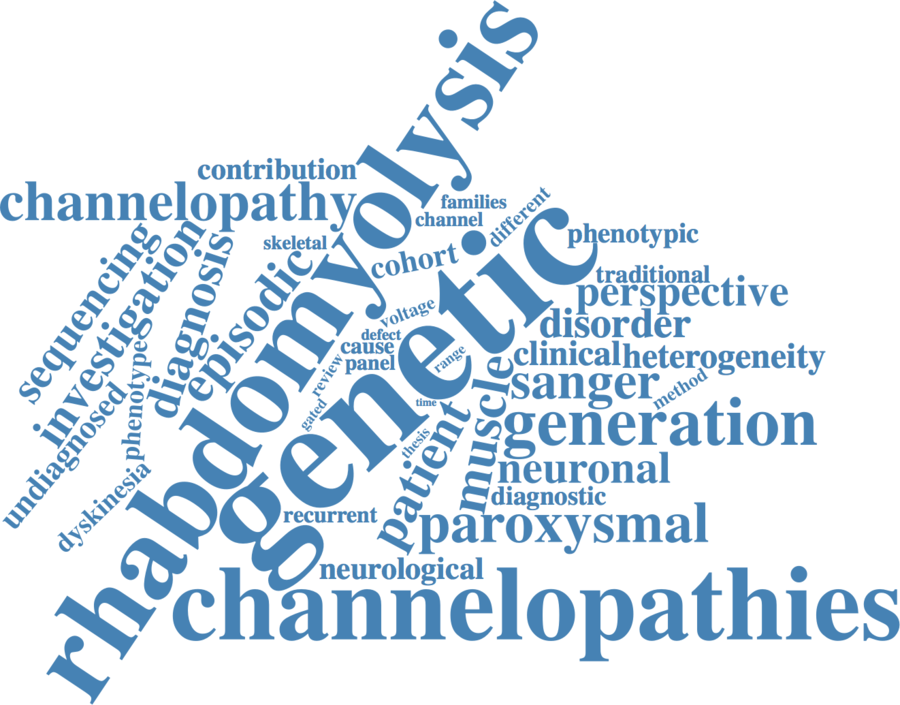 rhabdomyolysis
contribution
channelopathy
families
channel
different
skeletal
cohort
phenotypic
genetic
sequencing
investigation
diagnosis
episodic
traditional
perspective
voltage
disorder
defect
cause
panel
range
clinical
heterogeneity
review
sanger
method
time
gated
undiagnosed
phenotype
muscle
generation
thesis
patient
neuronal
dyskinesia
diagnostic
recurrent
paroxysmal
neurological
channelopathies